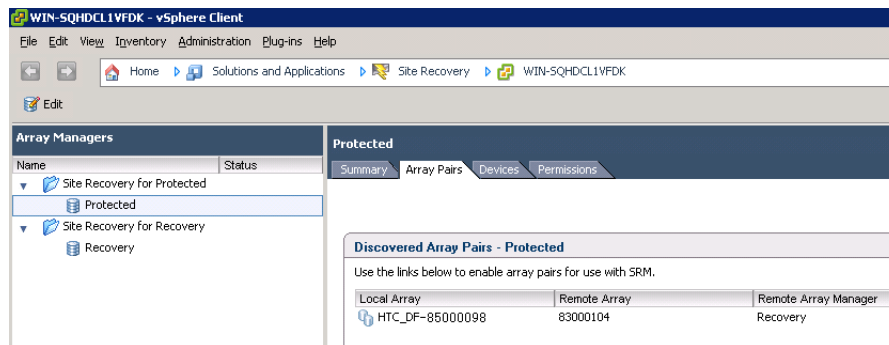 WIN-SQHDCL1VFDK - vSphere Client
File Edit View Inventory Administration Plug-ins Help
Home Solutions and Applications Site Recovery WIN-SQHDCL1VFDK
Edit
Array Managers
Protected
Name Status
Summary Array Pairs Devices Permissions
Site Recovery for Protected
Protected
Site Recovery for Recovery
Recovery
Discovered Array Pairs - Protected
Use the links below to enable array pairs for use with SRM.
Local Array Remote Array Remote Array Manager
HTC_DF-85000098 83000104 Recovery